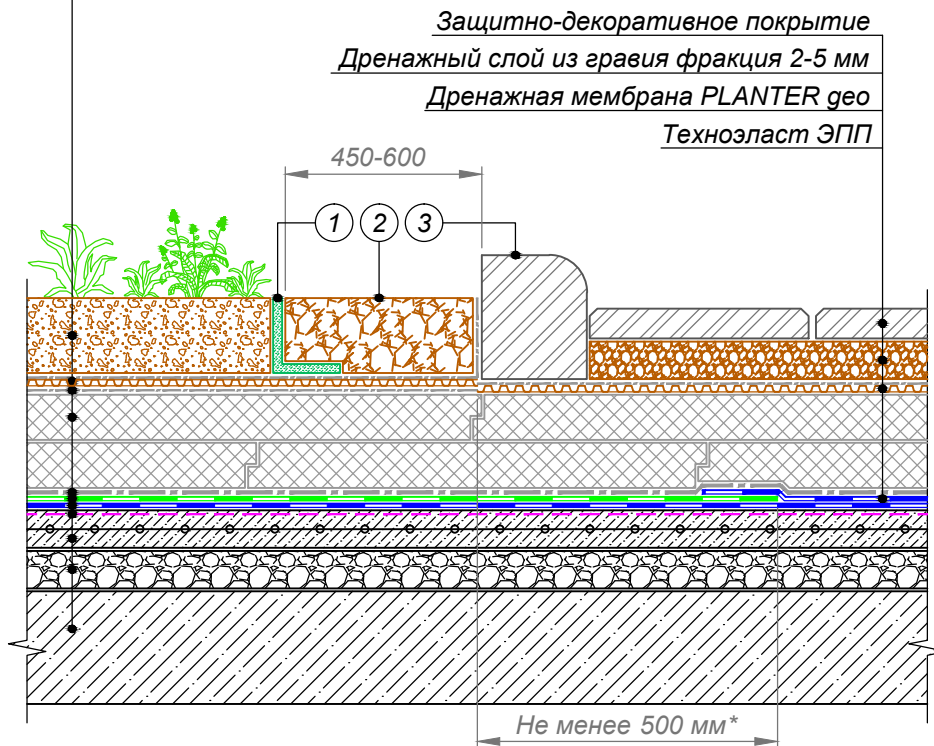 Защитно-декоративное покрытие
Дренажный слой из гравия фракция 2-5 мм
Дренажная мембрана PLANTER geo
Техноэласт ЭПП
450-600
1 2 3
Не менее 500 мм*